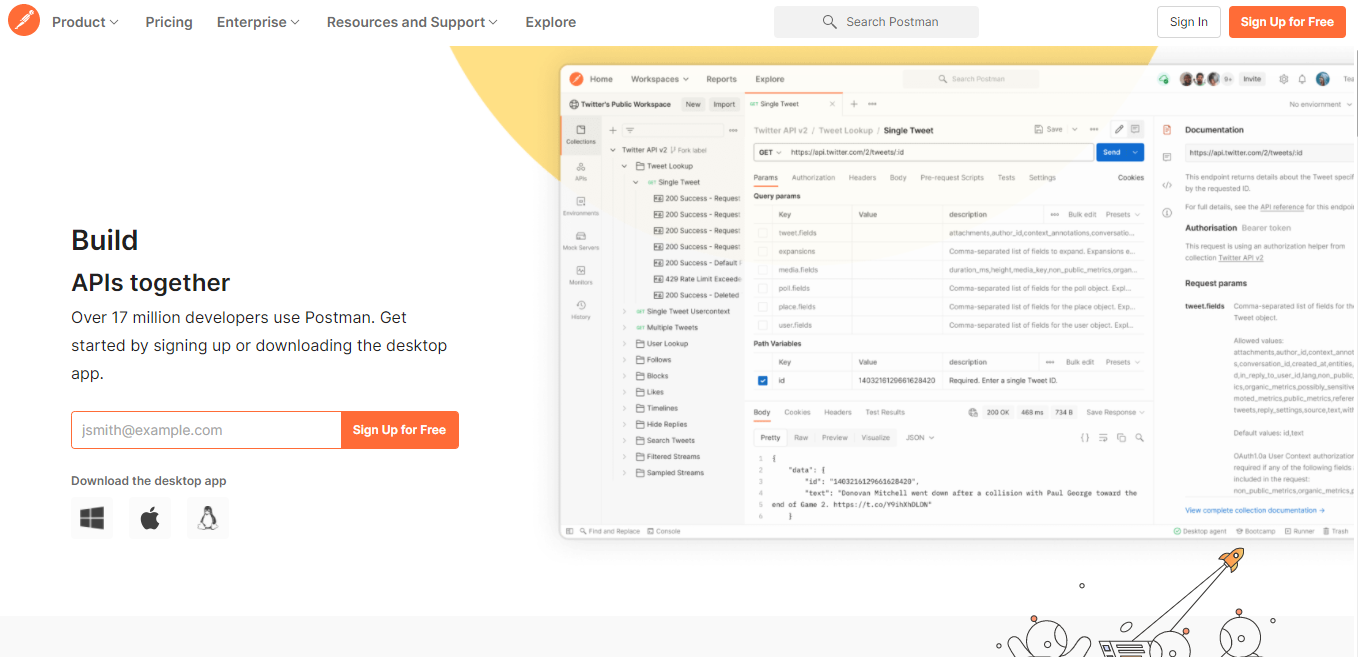 Product
Pricing
Enterprise
Resources and Support
Explore
Search Postman
Sign In
Sign Up for Free
Build
APIs together
Over 17 million developers use Postman. Get
started by signing up or downloading the desktop
app.
jsmith@example.com
Sign Up for Free
Download the desktop app
Home
Workspaces
Reports
Explore
Search Postman
9+
Invite
Tea
Twitter's Public Workspace
New
Import
GET Single Tweet
No enviornment
Collections
APIs
Environments
Mock Servers
Monitors
History
Twitter API v2
Fork label
Tweet Lookup
GET Single Tweet
200 Success - Request
200 Success - Request
200 Success - Request
200 Success - Request
200 Success - Default
429 Rate Limit Exceede
200 Success - Deleted
GET Single Tweet Usercontext
GET Multiple Tweets
User Lookup
Follows
Blocks
Likes
Timelines
Hide Replies
Search Tweets
Filtered Streams
Sampled Streams
Twitter API v2 / Tweet Lookup / Single Tweet
Save
GET https://api.twitter.com/2/tweets/:id
Send
Params Authorization Headers Body Pre-request Scripts Tests Settings Cookies
Query params
Key Value description Bulk edit Presets
tweet.fields attachments,author_id,context_annotations,conversatio...
expansions Comma-separated list of fields to expand. Expansions e...
media.fields duration_ms,height,media_key,non_public_metrics,organ...
poll.fields Comma-separated list of fields for the poll object. Expl...
place.fields Comma-separated list of fields for the place object. Exp...
user.fields Comma-separated list of fields for the user object. Expl...
Path Variables
Key Value description Bulk edit Presets
id 1403216129661628420 Required. Enter a single Tweet ID.
Body Cookies Headers Test Results 200 OK 468 ms 734 B Save Response
Pretty Raw Preview Visualize JSON
1 {
2 "data": {
3 "id": "1403216129661628420",
4 "text": "Donovan Mitchell went down after a collision with Paul George toward the
5 end of Game 2. https://t.co/Y9ihXhDLDN"
6 }
Documentation
https://api.twitter.com/2/tweets/:id
This endpoint returns details about the Tweet specif
by the requested ID.
For full details, see the API reference for this endpoin
Authorisation Bearer token
This request is using an authorization helper from
collection Twitter API v2
Request params
tweet.fields Comma-separated list of fields for the
Tweet object.
Allowed values:
attachments,author_id,context_annot
s,conversation_id,created_at,entities,
d,in_reply_to_user_id,lang,non_public_
ics,organic_metrics,possibly_sensitive
moted_metrics,public_metrics,referen
tweets,reply_settings,source,text,with
Default values: id,text
OAuth1.0a User Context authorization
required if any of the following fields
included in the request:
non_public_metrics,organic_metrics,p
View complete collection documentation →
Find and Replace
Console
Desktop agent
Bootcamp
Runner
Trash